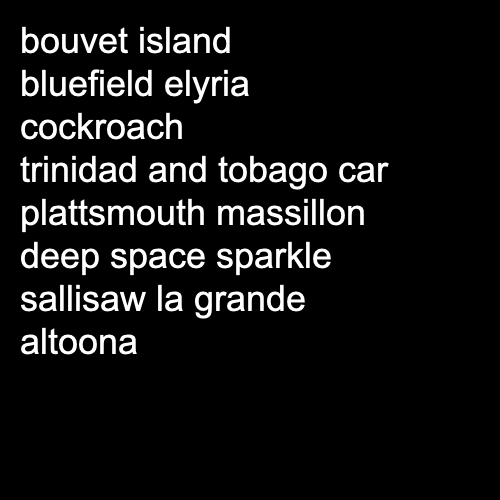 bouvet island
bluefield elyria
cockroach
trinidad and tobago car
plattsmouth massillon
deep space sparkle
sallisaw la grande
altoona